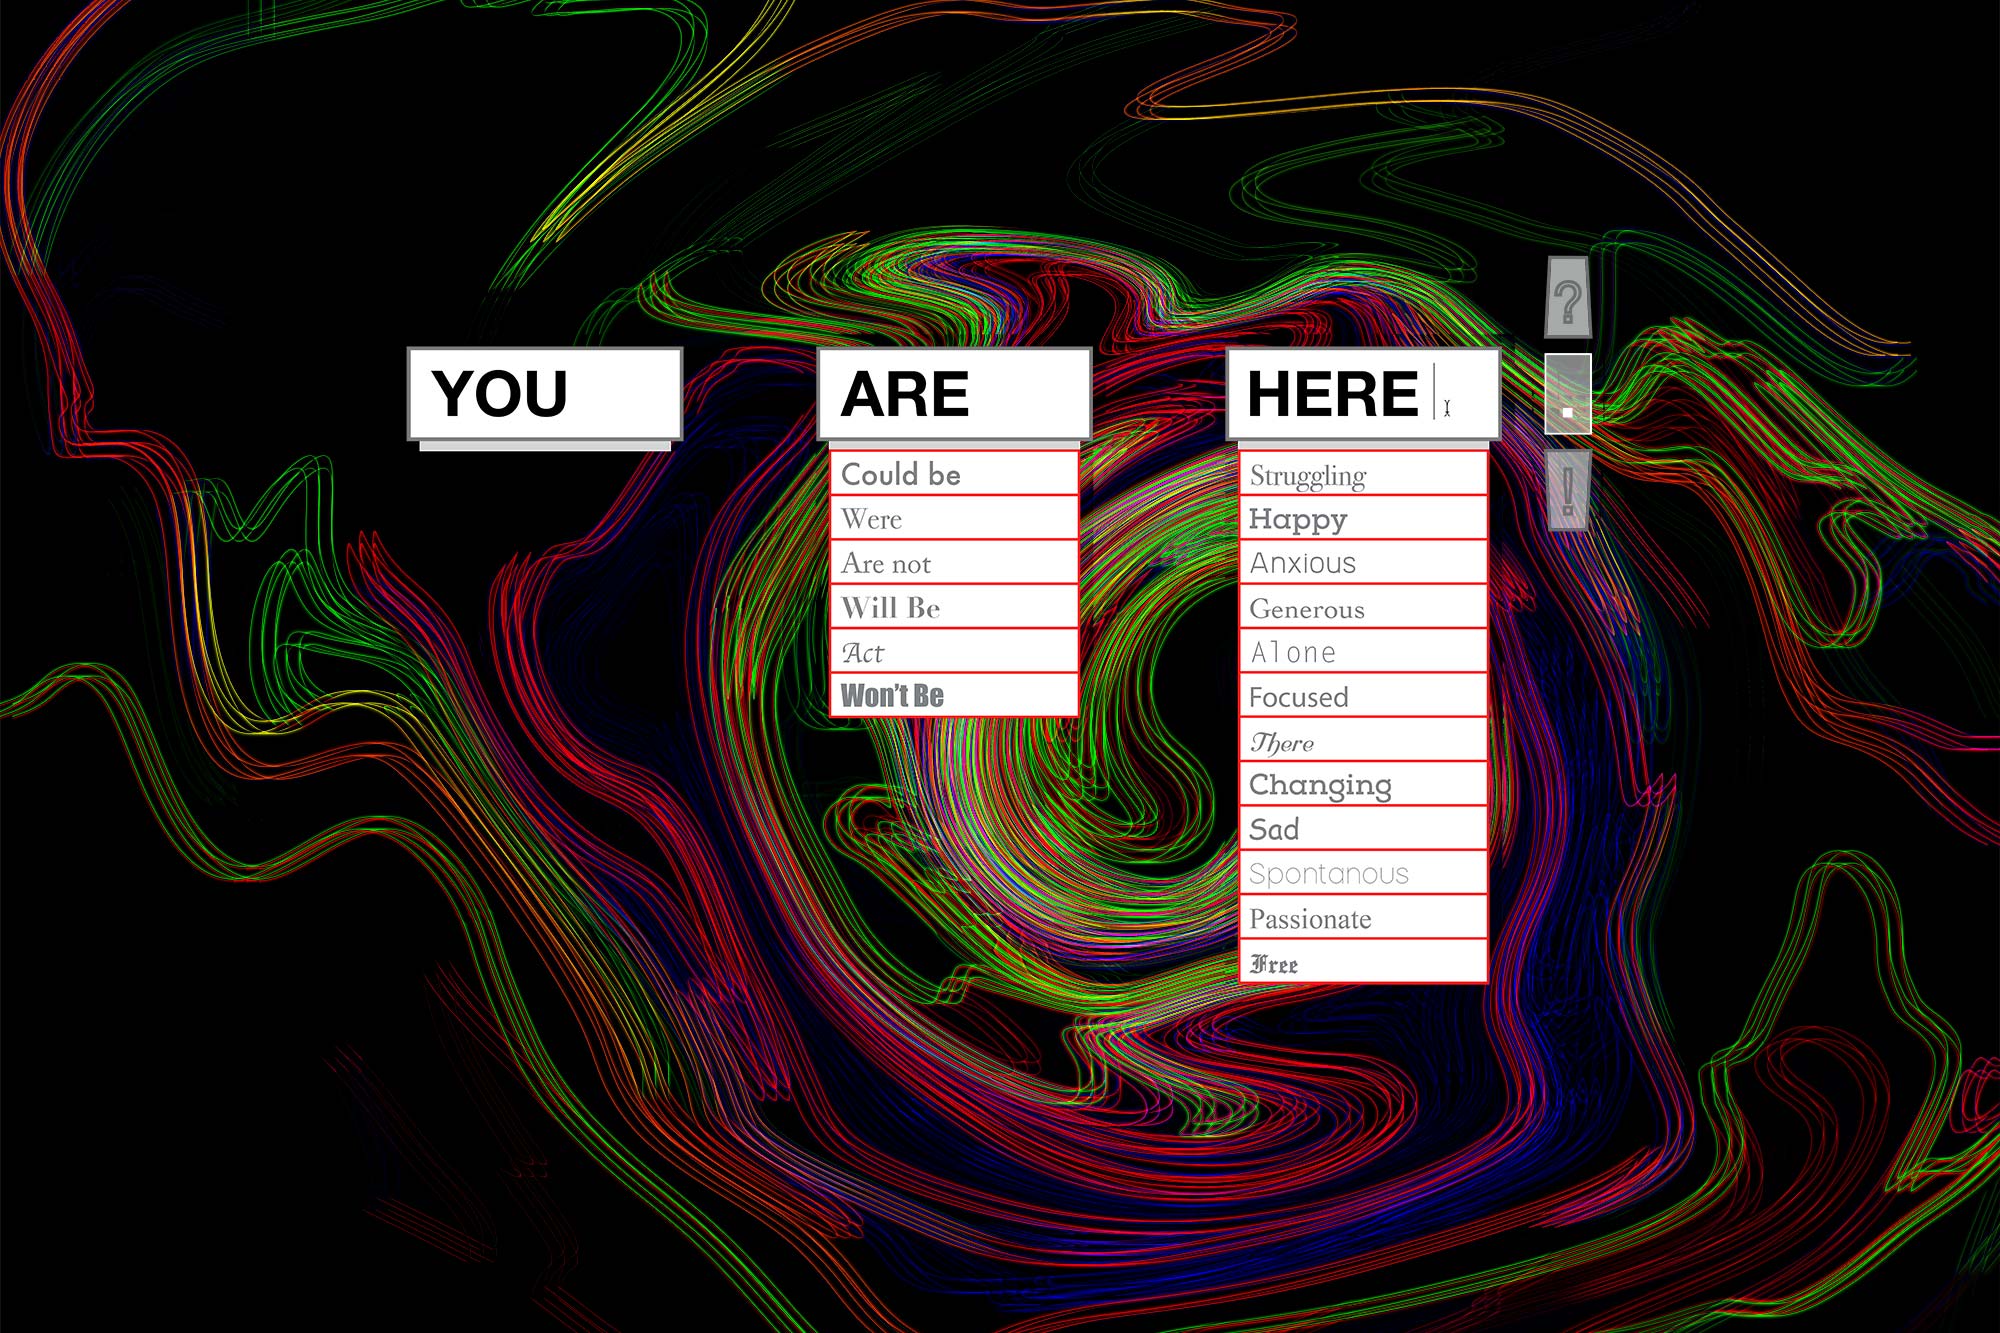 ?
YOU ARE HERE .
!
Could be
Were
Are not
Will Be
Act
Won't Be
Struggling
Happy
Anxious
Generous
Alone
Focused
There
Changing
Sad
Spontanous
Passionate
Free